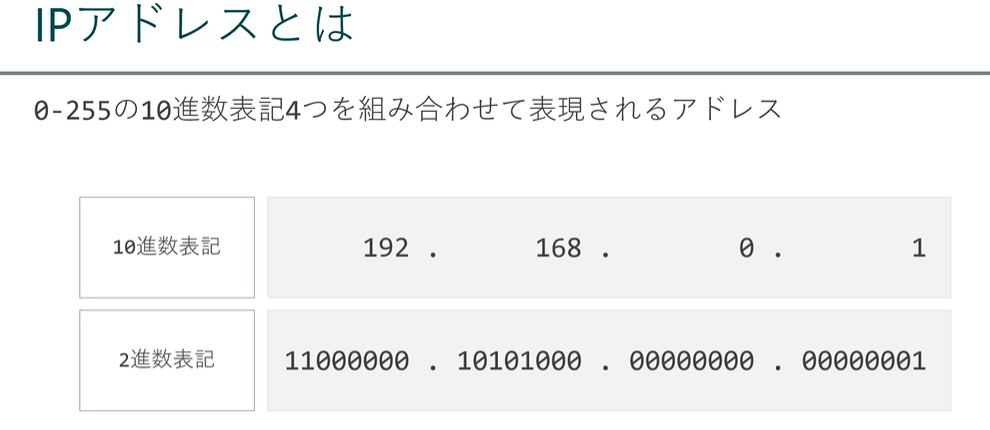 IPアドレスとは
0-255の10進数表記4つを組み合わせて表現されるアドレス
10進数表記
192 . 168 . 0 . 1
2進数表記
11000000 . 10101000 . 00000000 . 00000001